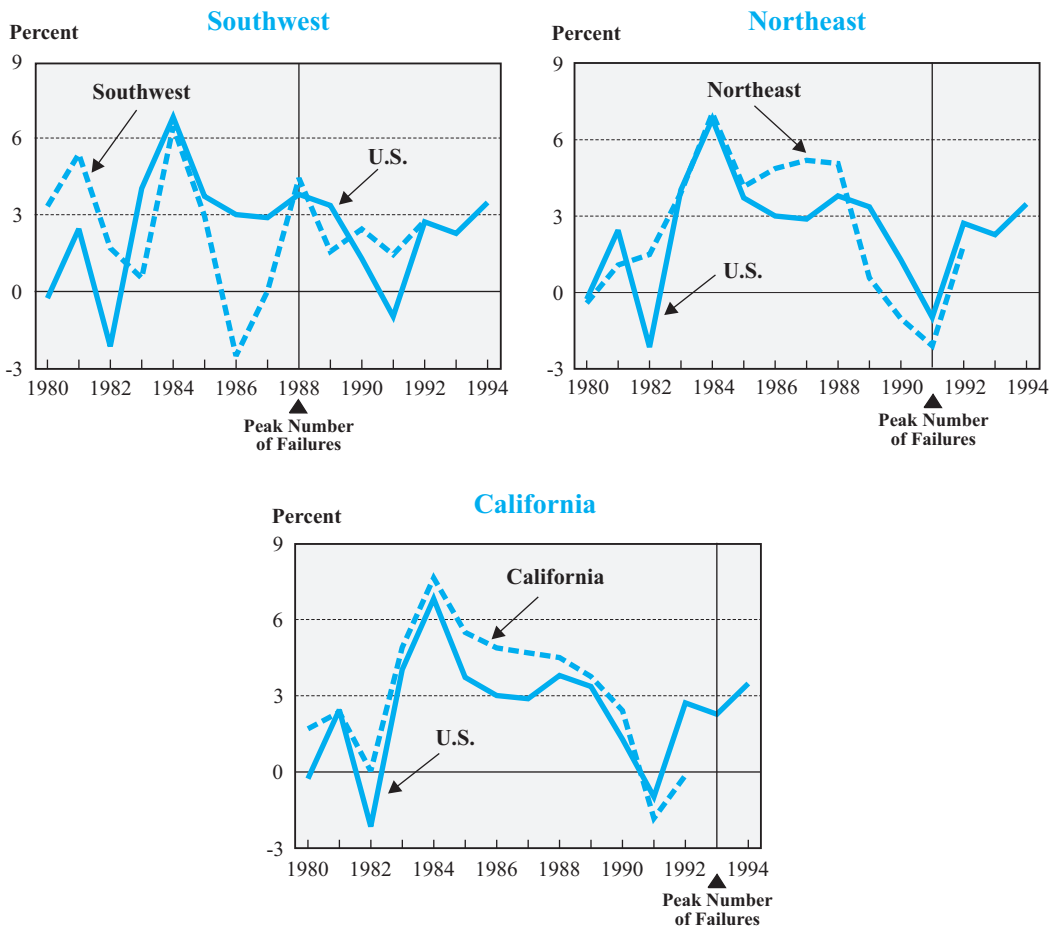 Southwest
Percent
9
6
3
0
-3
Southwest
U.S.
1980 1982 1984 1986 1988 1990 1992 1994
Peak Number
of Failures
Northeast
Percent
9
6
3
0
-3
Northeast
U.S.
1980 1982 1984 1986 1988 1990 1992 1994
Peak Number
of Failures
California
Percent
9
6
3
0
-3
California
U.S.
1980 1982 1984 1986 1988 1990 1992 1994
Peak Number
of Failures